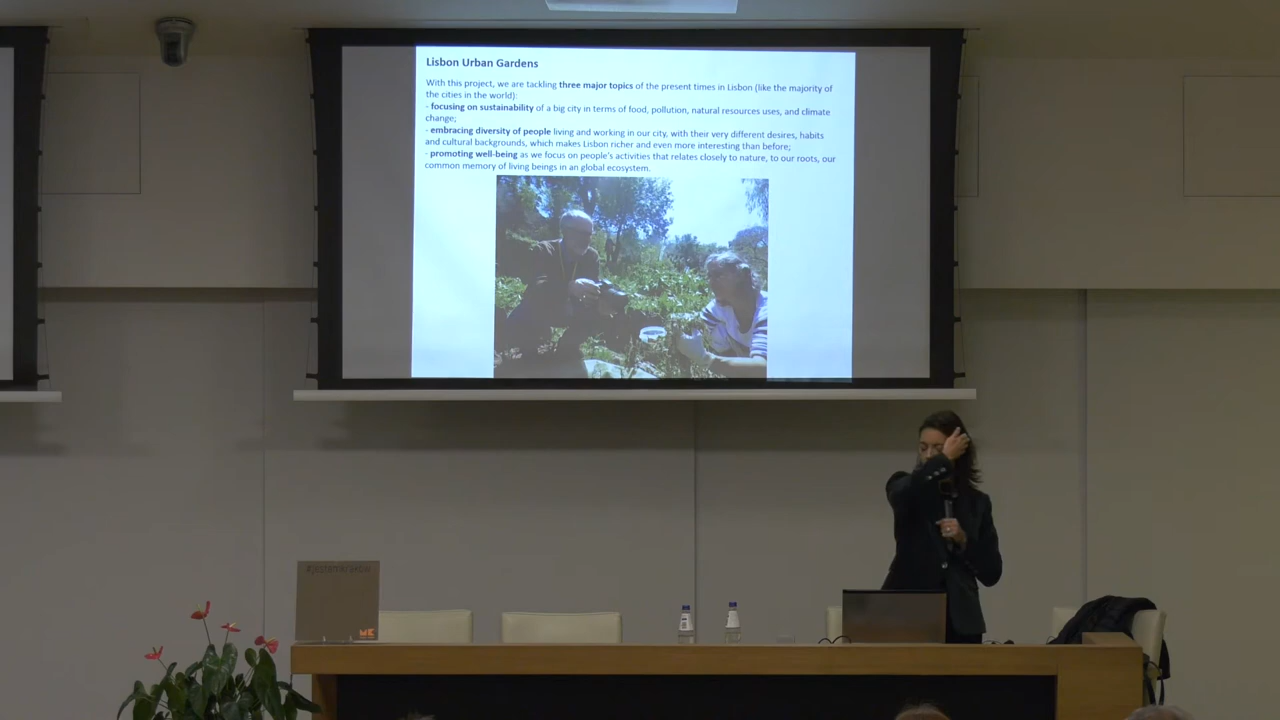 Lisbon Urban Gardens
With this project, we are tackling three major topics of the present times in Lisbon (like the majority of
the cities in the world):
- focusing on sustainability of a big city in terms of food, pollution, natural resources uses, and climate
change;
- embracing diversity of people living and working in our city, with their very different desires, habits
and cultural backgrounds, which makes Lisbon richer and even more interesting than before;
- promoting well-being as we focus on people's activities that relates closely to nature, to our roots, our
common memory of living beings in an global ecosystem.